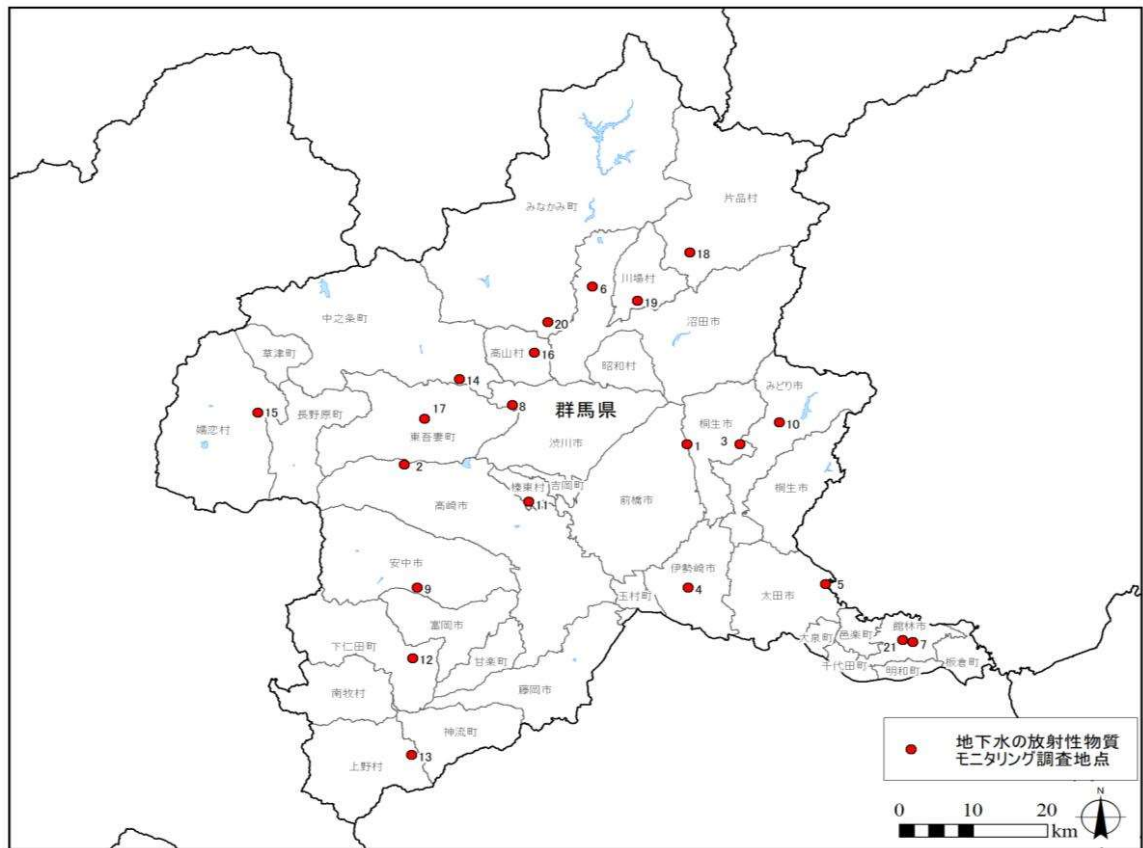 みなかみ町
片品村
18
川場村
6
19
中之条町
20
沼田市
高山村
16
草津町
昭和村
14
みどり市
長野原町
17
8
群馬県
15
桐生市
10
嬬恋村
東吾妻町
渋川市
1
3
2
榛東村
吉岡町
桐生市
高崎市
11
前橋市
安中市
伊勢崎市
9
4
5
玉村町
太田市
富岡市
館林市
大泉町
邑楽町
下仁田町
21
7
12
甘楽町
千代田町
明和町
板倉町
南牧村
藤岡市
神流町
13
上野村
地下水の放射性物質
モニタリング調査地点
N
0 10 20
km